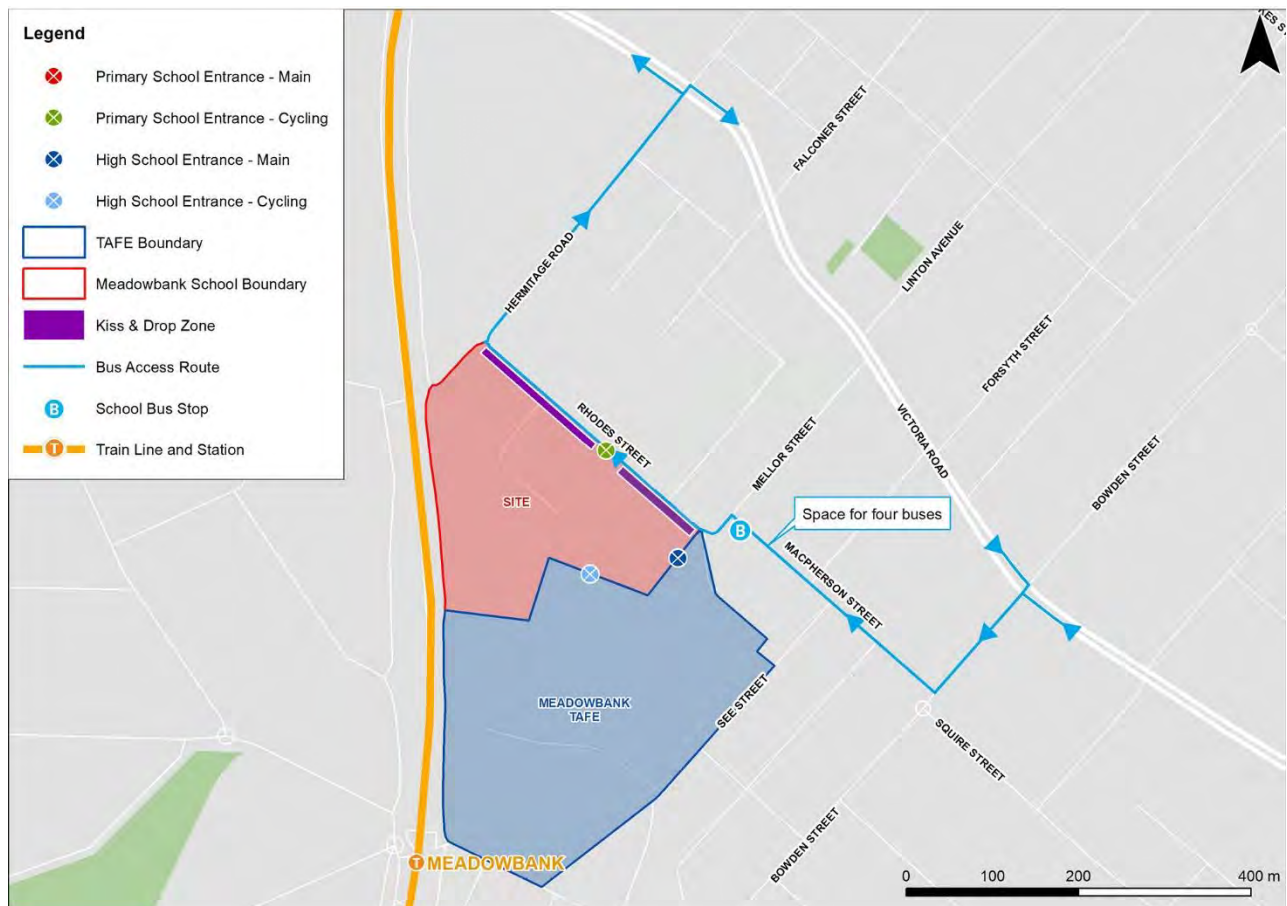 Legend
Primary School Entrance - Main
Primary School Entrance - Cycling
High School Entrance - Main
High School Entrance - Cycling
TAFE Boundary
Meadowbank School Boundary
Kiss & Drop Zone
Bus Access Route
B
School Bus Stop
T
Train Line and Station
KES ST
FALCONER STREET
LINTON AVENUE
HERMITAGE ROAD
FORSYTH STREET
VICTORIA ROAD
BOWDEN STREET
RHODES STREET
MELLOR STREET
SITE
B
Space for four buses
MACPHERSON STREET
MEADOWBANK
TAFE
SEE STREET
SQUIRE STREET
BOWDEN STREET
T
MEADOWBANK
0 100 200 400 m